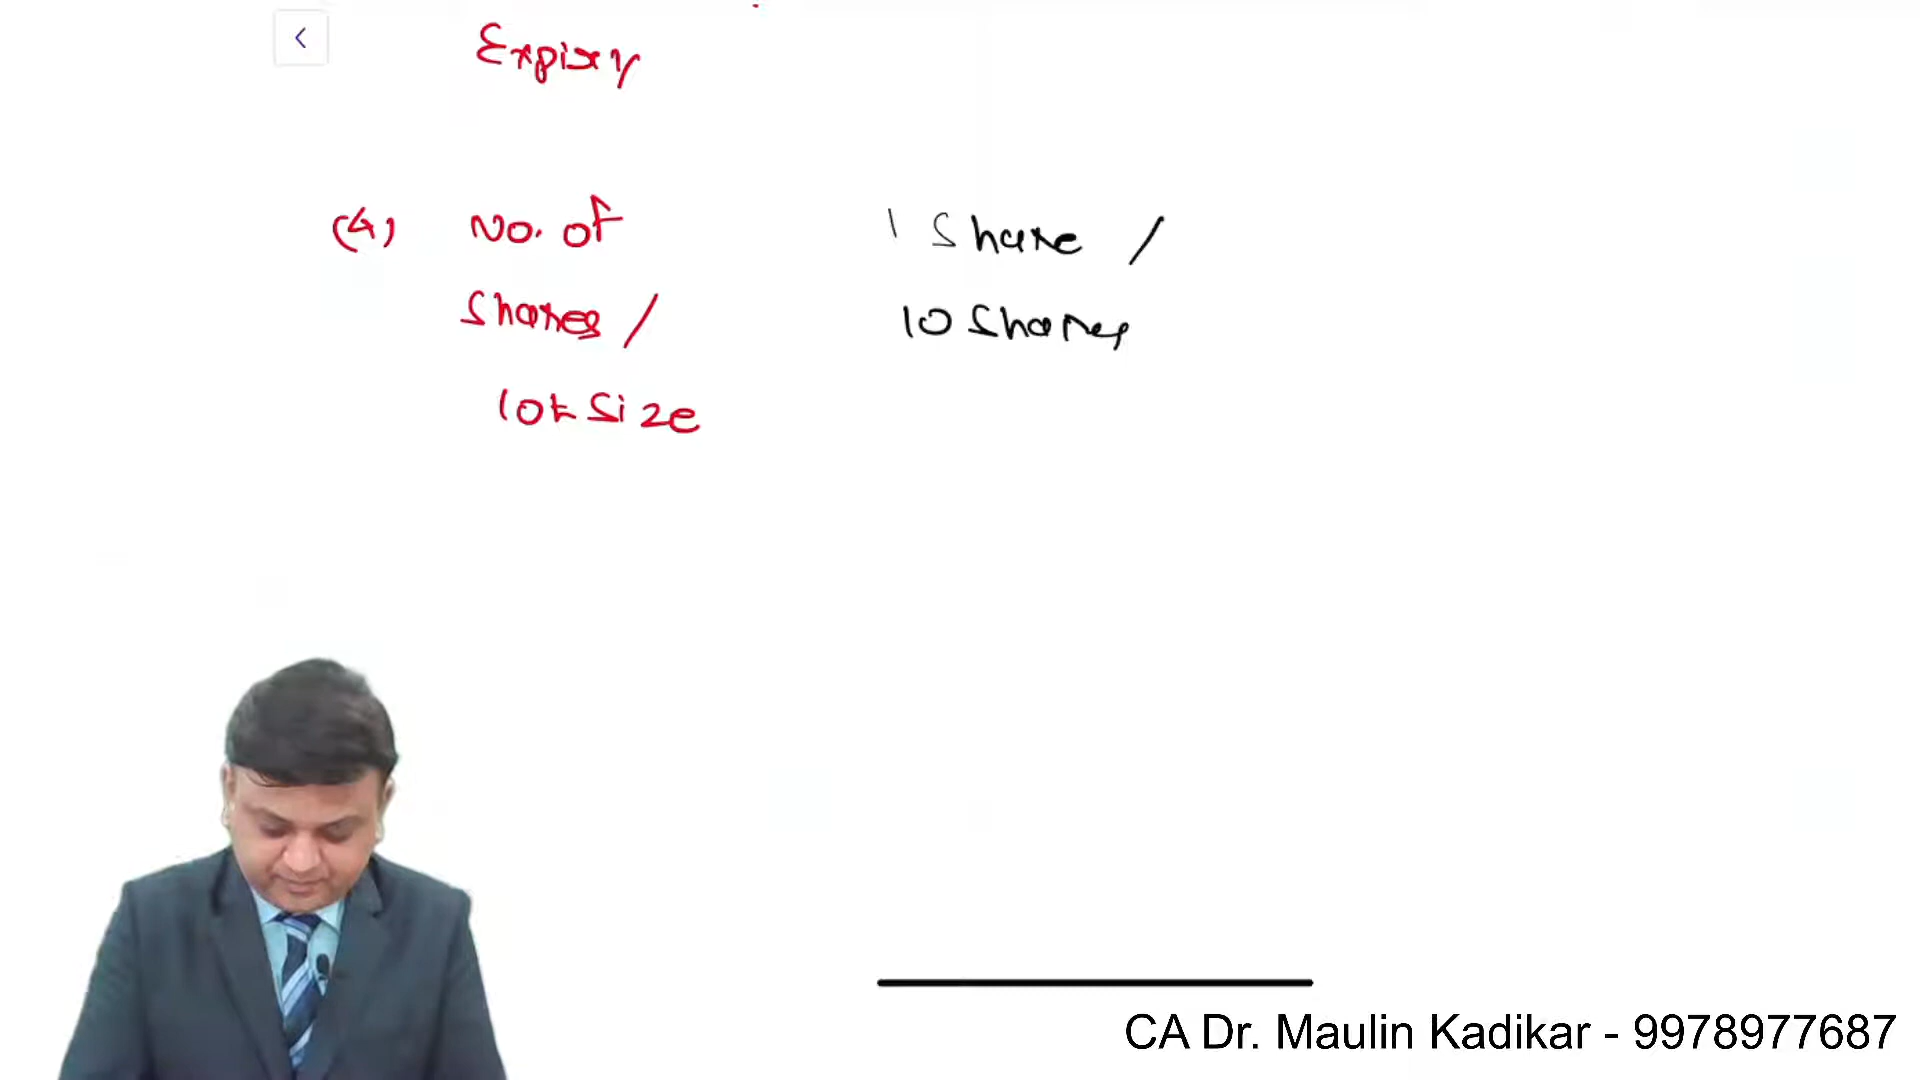 Expiry
(4) No. of 1 Share /
Shares / 10 Shares
lot Size
CA Dr. Maulin Kadikar - 9978977687